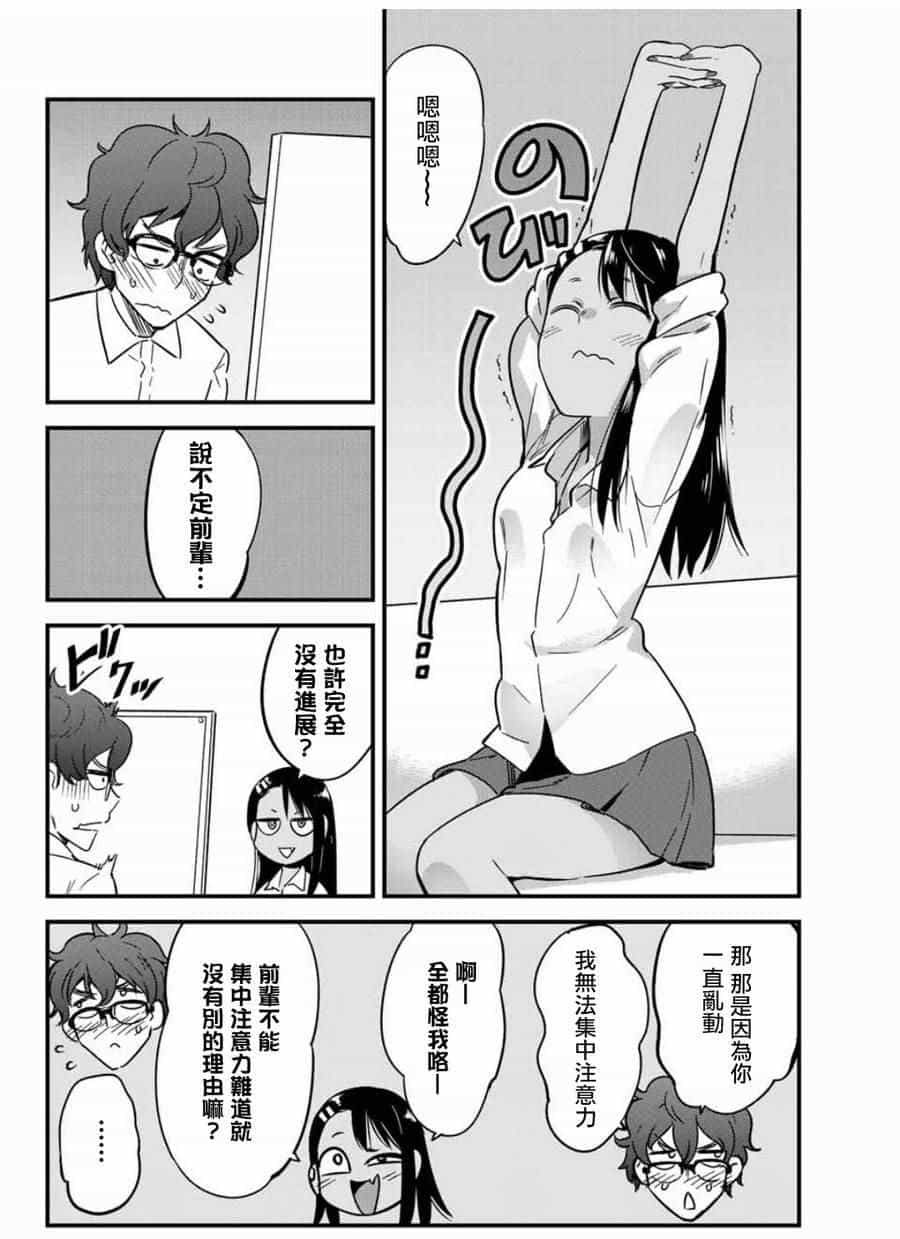 嗯嗯嗯～
のび〜…
說不定前輩…
也許完全
沒有進展？
ビクッ
那 那是因為你
一直亂動
我無法集中注意力
啊ー
全都怪我咯ー
前輩不能
集中注意力難道就
沒有別的理由嘛？
……